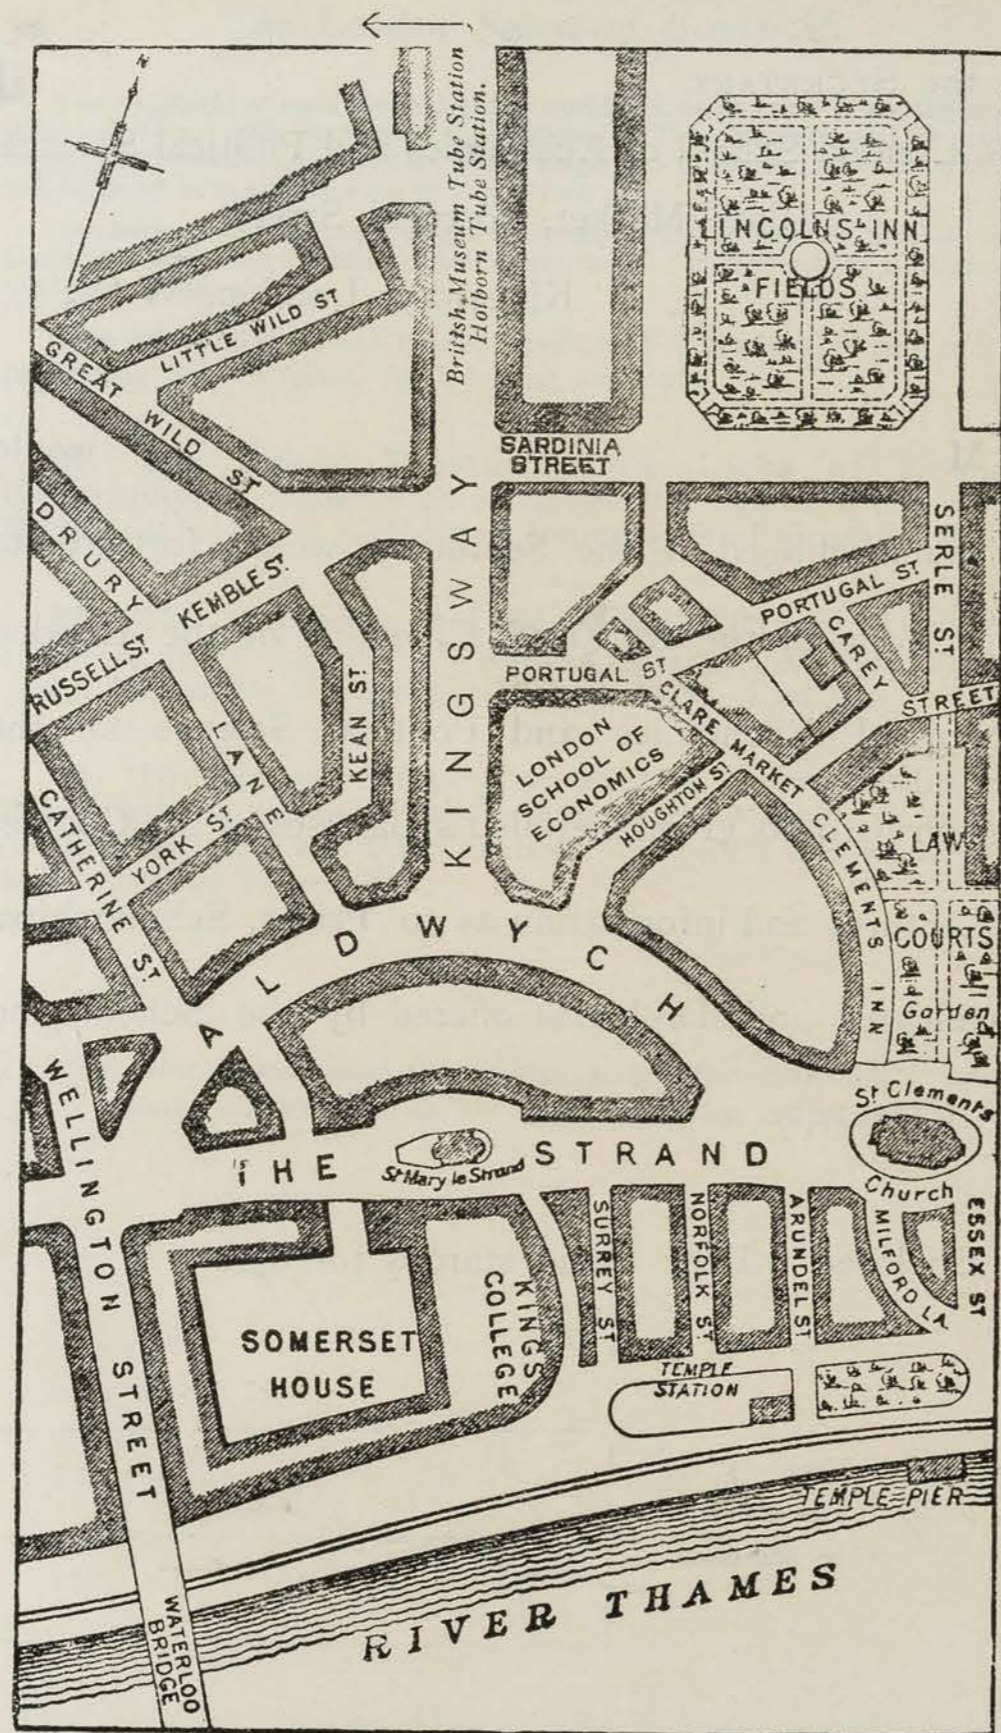 N
British Museum Tube Station
Holborn Tube Station.
LINCOLNS INN
FIELDS
LITTLE WILD ST
GREAT WILD ST
SARDINIA
STREET
DRURY
LANE
KEMBLE ST.
RUSSELL ST.
KINGSWAY
SERLE ST.
PORTUGAL ST.
CAREY
STREET
PORTUGAL ST
CLARE MARKET
KEAN ST.
LONDON
SCHOOL OF
ECONOMICS
HOUGHTON ST
CATHERINE ST
YORK ST
CLEMENTS INN
LAW
COURTS
Garden
ALDWYCH
WELLINGTON STREET
St Clements
Church
THE STRAND
St Mary le Strand
SURREY ST
NORFOLK ST.
ARUNDEL ST
MILFORD LA.
ESSEX ST
KINGS
COLLEGE
SOMERSET
HOUSE
TEMPLE
STATION
TEMPLE PIER
RIVER THAMES
WATERLOO
BRIDGE